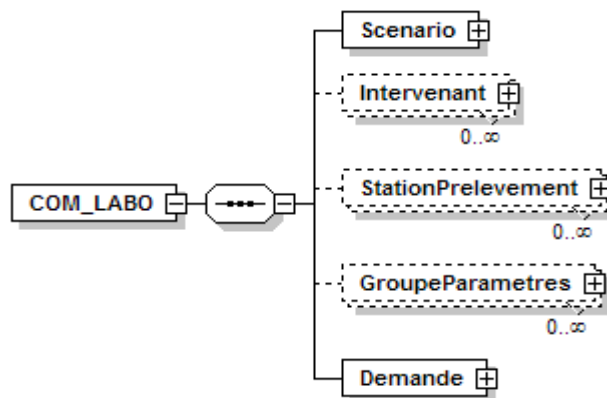 Scenario
Intervenant
0..∞
StationPrelevement
0..∞
COM_LABO
GroupeParametres
0..∞
Demande